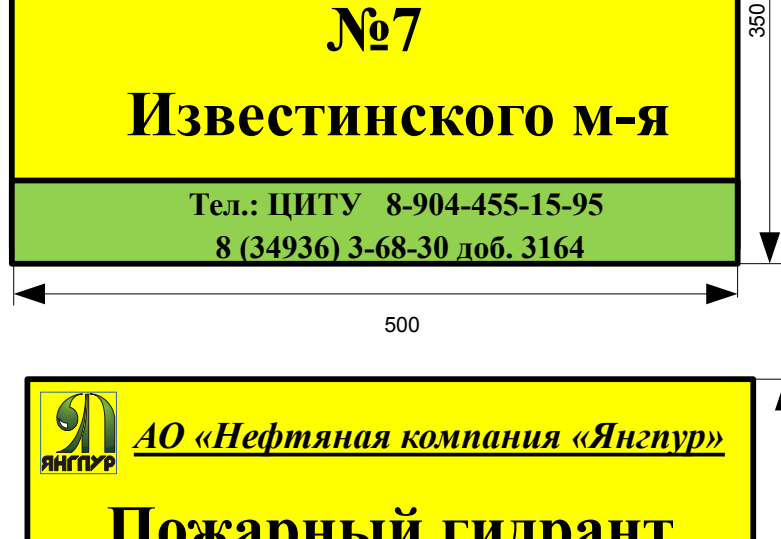 №7
350
Известинского м-я
Тел.: ЦИТУ 8-904-455-15-95
8 (34936) 3-68-30 доб. 3164
500
АО «Нефтяная компания «Янгпур»
ЯНГПУР
Пожарный гидрант